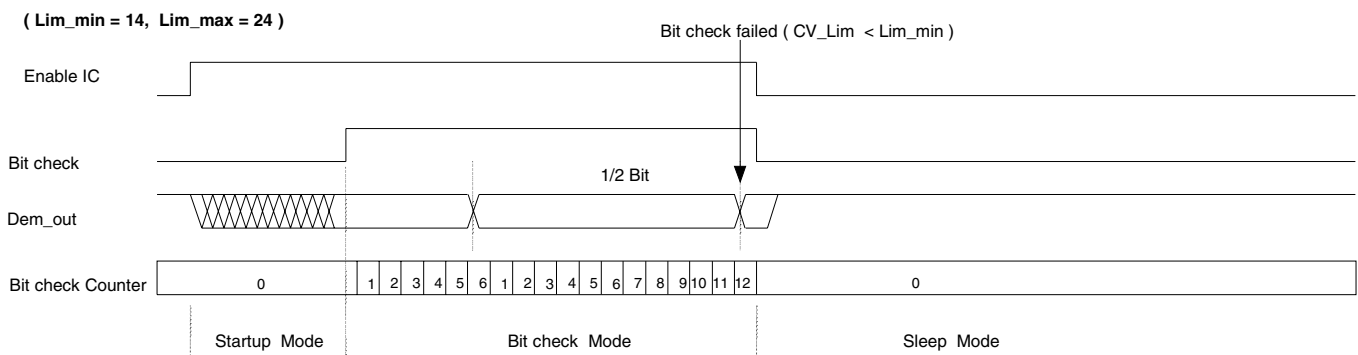 ( Lim_min = 14, Lim_max = 24 )
Bit check failed ( CV_Lim < Lim_min )
Enable IC
Bit check
1/2 Bit
Dem_out
Bit check Counter
0
1 2 3 4 5 6 1 2 3 4 5 6 7 8 9 10 11 12
0
Startup Mode
Bit check Mode
Sleep Mode